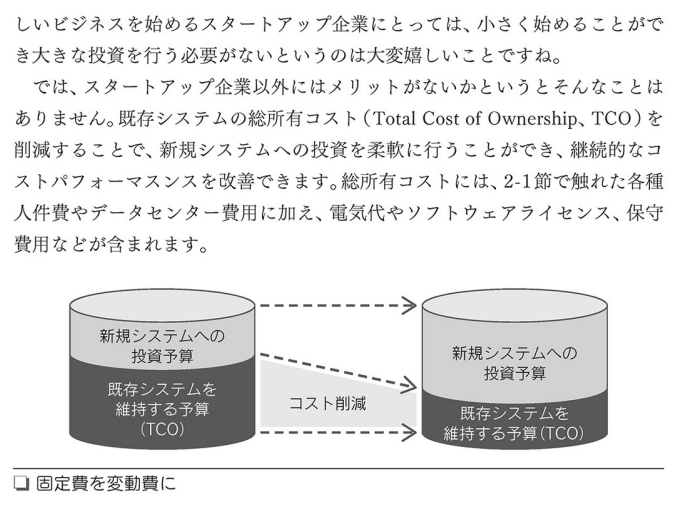 しいビジネスを始めるスタートアップ企業にとっては、小さく始めることがで
き大きな投資を行う必要がないというのは大変嬉しいことですね。
では、スタートアップ企業以外にはメリットがないかというとそんなことは
ありません。既存システムの総所有コスト（Total Cost of Ownership、TCO）を
削減することで、新規システムへの投資を柔軟に行うことができ、継続的なコ
ストパフォーマスンスを改善できます。総所有コストには、2-1節で触れた各種
人件費やデータセンター費用に加え、電気代やソフトウェアライセンス、保守
費用などが含まれます。
新規システムへの
投資予算
既存システムを
維持する予算
（TCO）
コスト削減
新規システムへの
投資予算
既存システムを
維持する予算（TCO）
❏ 固定費を変動費に